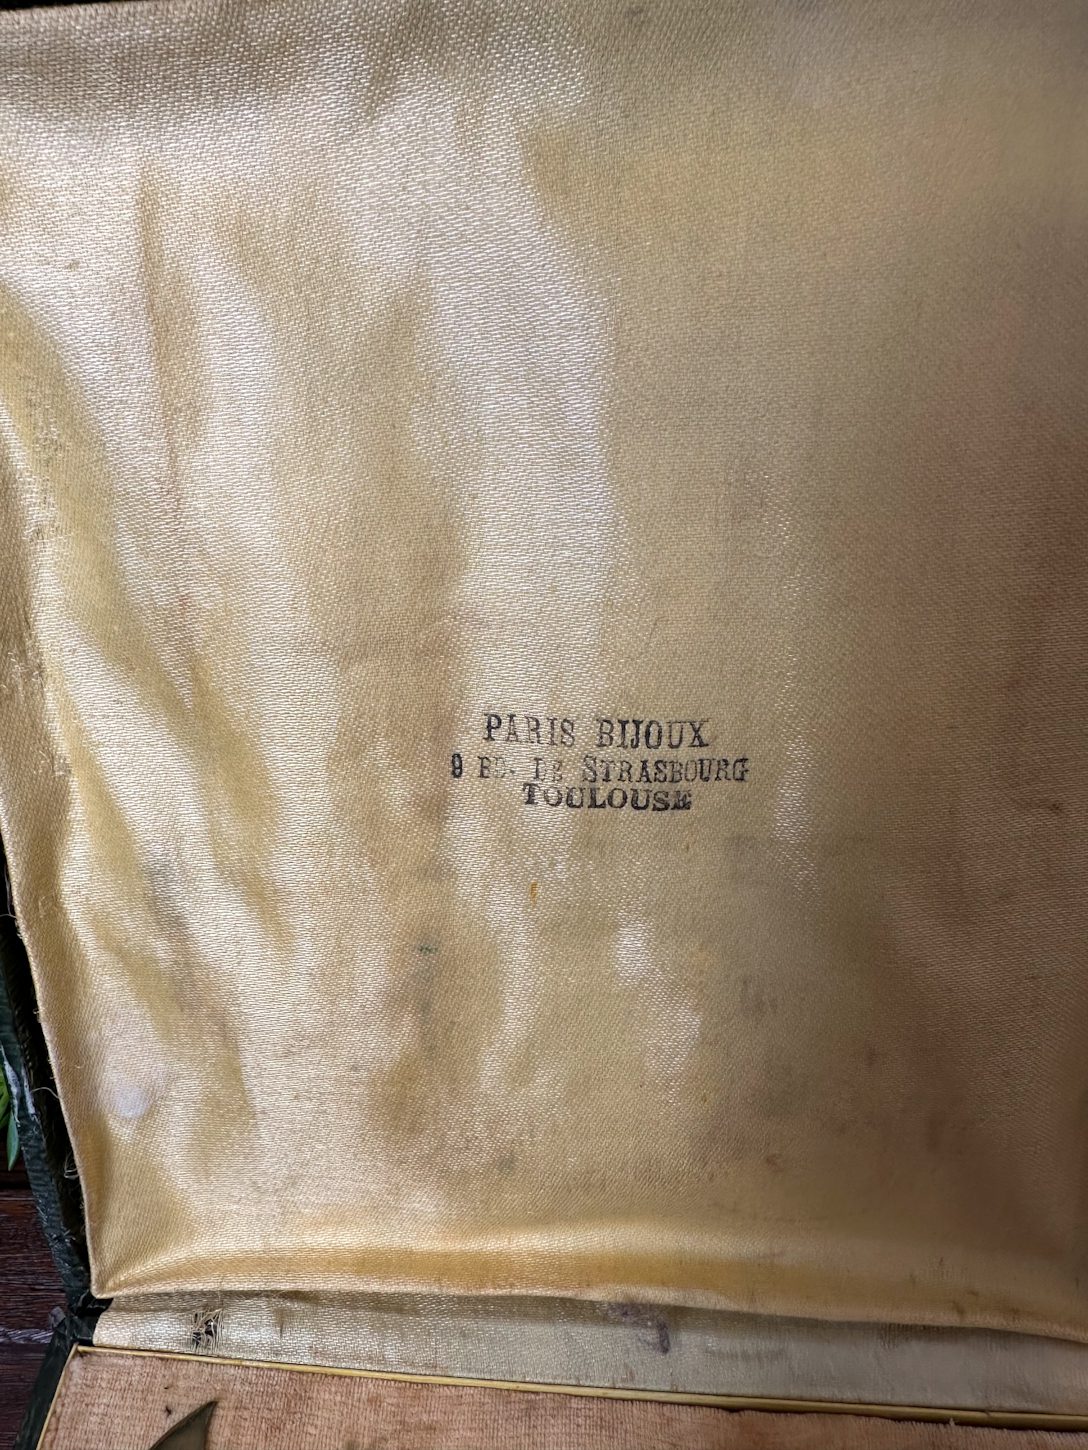 PARIS BIJOUX
9 BD. DE STRASBOURG
TOULOUSE